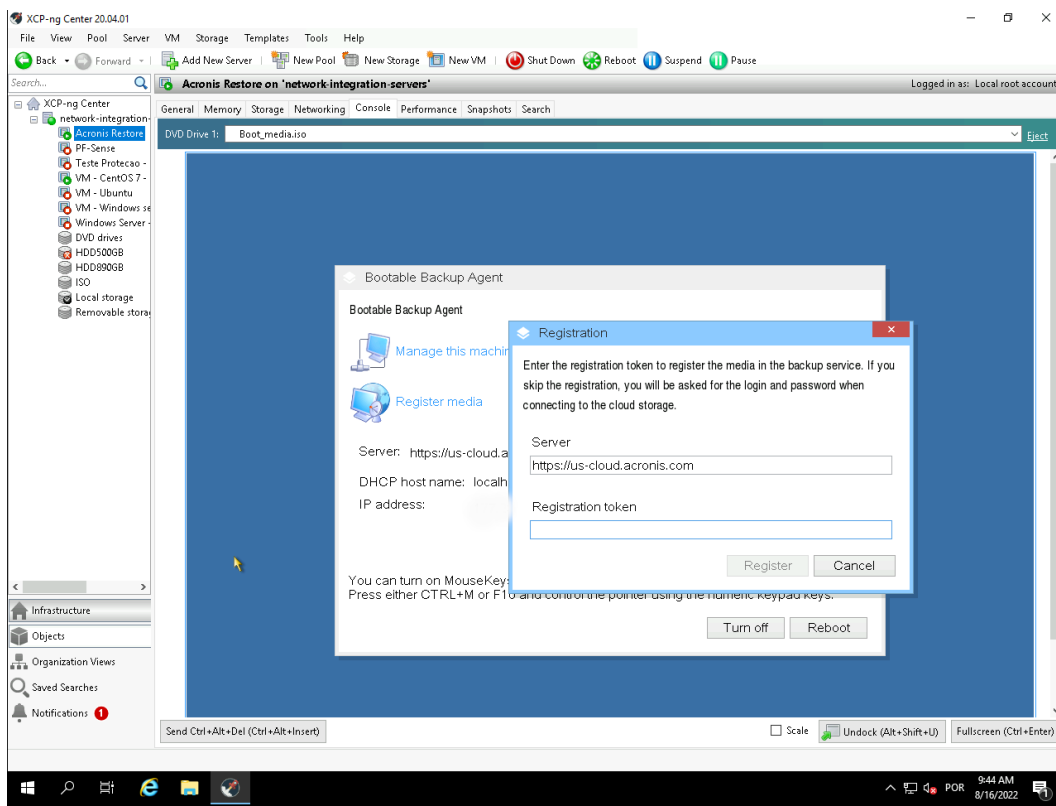 XCP-ng Center 20.04.01
File View Pool Server VM Storage Templates Tools Help
Back Forward Add New Server New Pool New Storage New VM Shut Down Reboot Suspend Pause
Search...
Acronis Restore on 'network-integration-servers'
Logged in as: Local root account
XCP-ng Center
network-integration-
Acronis Restore
PF-Sense
Teste Protecao -
VM - CentOS 7 -
VM - Ubuntu
VM - Windows se
Windows Server -
DVD drives
HDD500GB
HDD890GB
ISO
Local storage
Removable stora
General Memory Storage Networking Console Performance Snapshots Search
DVD Drive 1: Boot_media.iso Eject
Bootable Backup Agent
Bootable Backup Agent
Manage this machin
Register media
Server: https://us-cloud.a
DHCP host name: localh
IP address:
You can turn on MouseKeys
Press either CTRL+M or F10 and control the pointer using the numeric keypad keys.
Turn off Reboot
Registration
Enter the registration token to register the media in the backup service. If you
skip the registration, you will be asked for the login and password when
connecting to the cloud storage.
Server
https://us-cloud.acronis.com
Registration token
Register Cancel
Infrastructure
Objects
Organization Views
Saved Searches
Notifications 1
Send Ctrl+Alt+Del (Ctrl+Alt+Insert)
Scale Undock (Alt+Shift+U) Fullscreen (Ctrl+Enter)
POR
9:44 AM
8/16/2022
1